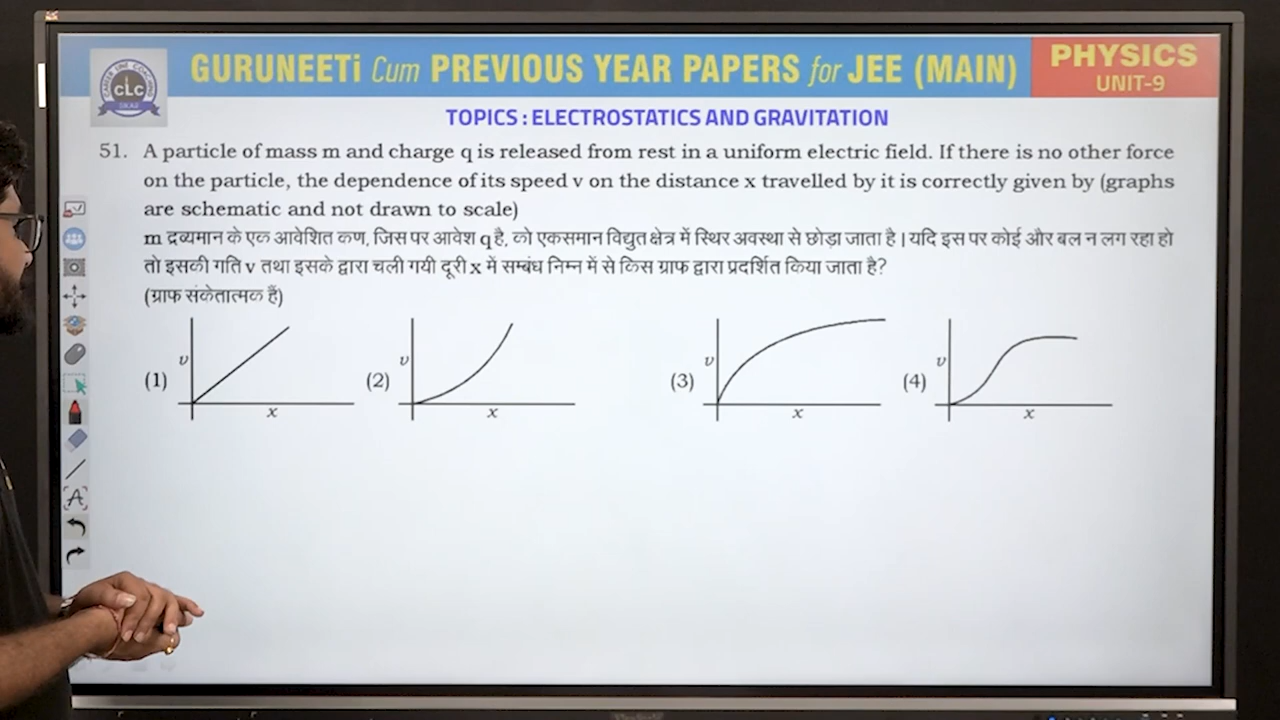 GURUNEETi Cum PREVIOUS YEAR PAPERS for JEE (MAIN)
PHYSICS
UNIT-9
CAREER LINE COACHING
CLC
SIKAR
TOPICS : ELECTROSTATICS AND GRAVITATION
51. A particle of mass m and charge q is released from rest in a uniform electric field. If there is no other force
on the particle, the dependence of its speed v on the distance x travelled by it is correctly given by (graphs
are schematic and not drawn to scale)
m द्रव्यमान के एक आवेशित कण, जिस पर आवेश q है, को एकसमान विद्युत क्षेत्र में स्थिर अवस्था से छोड़ा जाता है। यदि इस पर कोई और बल न लग रहा हो
तो इसकी गति v तथा इसके द्वारा चली गयी दूरी x में सम्बंध निम्न में से किस ग्राफ द्वारा प्रदर्शित किया जाता है?
(ग्राफ संकेतात्मक हैं)
(1) v x (2) v x (3) v x (4) v x
A